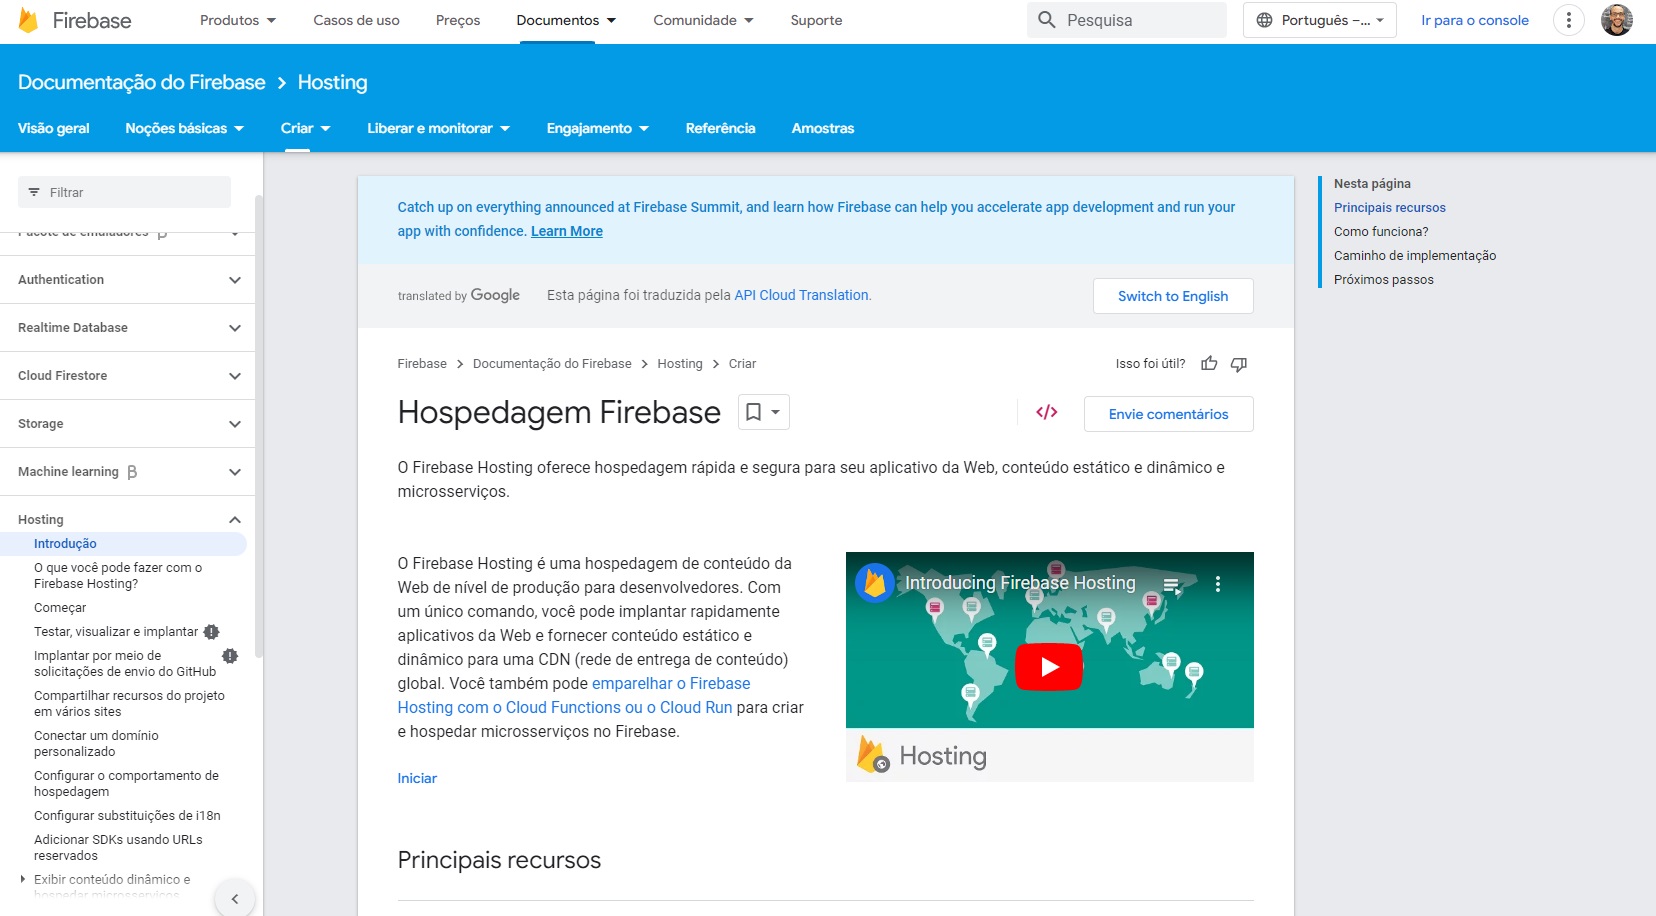 Firebase
Produtos
Casos de uso
Preços
Documentos
Comunidade
Suporte
Pesquisa
Português –...
Ir para o console
Documentação do Firebase
Hosting
Visão geral
Noções básicas
Criar
Liberar e monitorar
Engajamento
Referência
Amostras
Filtrar
Pacote de emuladores β
Authentication
Realtime Database
Cloud Firestore
Storage
Machine learning β
Hosting
Introdução
O que você pode fazer com o
Firebase Hosting?
Começar
Testar, visualizar e implantar
Implantar por meio de
solicitações de envio do GitHub
Compartilhar recursos do projeto
em vários sites
Conectar um domínio
personalizado
Configurar o comportamento de
hospedagem
Configurar substituições de i18n
Adicionar SDKs usando URLs
reservados
Exibir conteúdo dinâmico e
hospedar microsserviços
Catch up on everything announced at Firebase Summit, and learn how Firebase can help you accelerate app development and run your
app with confidence. Learn More
translated by Google
Esta página foi traduzida pela API Cloud Translation.
Switch to English
Firebase
Documentação do Firebase
Hosting
Criar
Isso foi útil?
Hospedagem Firebase
</>
Envie comentários
O Firebase Hosting oferece hospedagem rápida e segura para seu aplicativo da Web, conteúdo estático e dinâmico e
microsserviços.
O Firebase Hosting é uma hospedagem de conteúdo da
Web de nível de produção para desenvolvedores. Com
um único comando, você pode implantar rapidamente
aplicativos da Web e fornecer conteúdo estático e
dinâmico para uma CDN (rede de entrega de conteúdo)
global. Você também pode emparelhar o Firebase
Hosting com o Cloud Functions ou o Cloud Run para criar
e hospedar microsserviços no Firebase.
Iniciar
Introducing Firebase Hosting
Hosting
Principais recursos
Nesta página
Principais recursos
Como funciona?
Caminho de implementação
Próximos passos